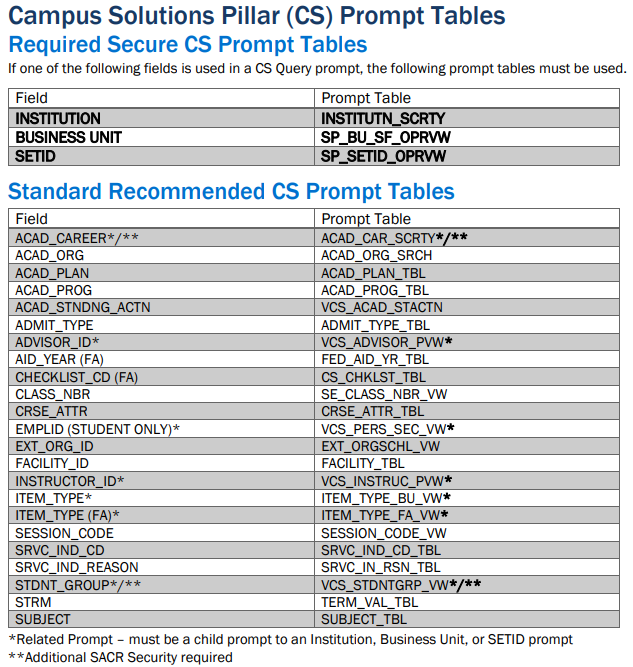 Campus Solutions Pillar (CS) Prompt Tables
Required Secure CS Prompt Tables
If one of the following fields is used in a CS Query prompt, the following prompt tables must be used.
Field Prompt Table
INSTITUTION INSTITUTN_SCRTY
BUSINESS UNIT SP_BU_SF_OPRVW
SETID SP_SETID_OPRVW
Standard Recommended CS Prompt Tables
Field Prompt Table
ACAD_CAREER*/** ACAD_CAR_SCRTY*/**
ACAD_ORG ACAD_ORG_SRCH
ACAD_PLAN ACAD_PLAN_TBL
ACAD_PROG ACAD_PROG_TBL
ACAD_STNDNG_ACTN VCS_ACAD_STACTN
ADMIT_TYPE ADMIT_TYPE_TBL
ADVISOR_ID* VCS_ADVISOR_PVW*
AID_YEAR (FA) FED_AID_YR_TBL
CHECKLIST_CD (FA) CS_CHKLST_TBL
CLASS_NBR SE_CLASS_NBR_VW
CRSE_ATTR CRSE_ATTR_TBL
EMPLID (STUDENT ONLY)* VCS_PERS_SEC_VW*
EXT_ORG_ID EXT_ORGSCHL_VW
FACILITY_ID FACILITY_TBL
INSTRUCTOR_ID* VCS_INSTRUC_PVW*
ITEM_TYPE* ITEM_TYPE_BU_VW*
ITEM_TYPE (FA)* ITEM_TYPE_FA_VW*
SESSION_CODE SESSION_CODE_VW
SRVC_IND_CD SRVC_IND_CD_TBL
SRVC_IND_REASON SRVC_IN_RSN_TBL
STDNT_GROUP*/** VCS_STDNTGRP_VW*/**
STRM TERM_VAL_TBL
SUBJECT SUBJECT_TBL
*Related Prompt – must be a child prompt to an Institution, Business Unit, or SETID prompt
**Additional SACR Security required